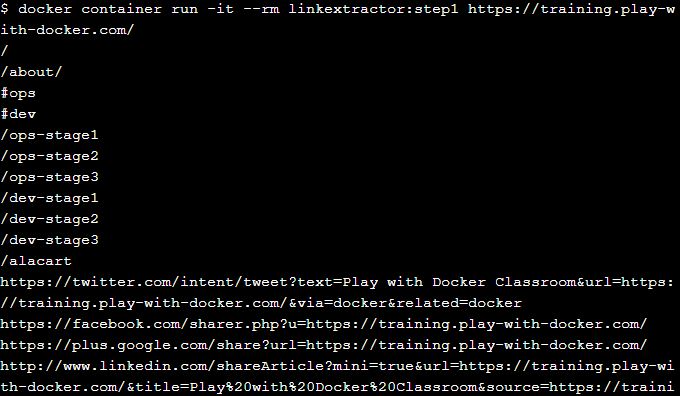 $ docker container run -it --rm linkextractor:step1 https://training.play-w
ith-docker.com/
/
/about/
#ops
#dev
/ops-stage1
/ops-stage2
/ops-stage3
/dev-stage1
/dev-stage2
/dev-stage3
/alacart
https://twitter.com/intent/tweet?text=Play with Docker Classroom&url=https:
//training.play-with-docker.com/&via=docker&related=docker
https://facebook.com/sharer.php?u=https://training.play-with-docker.com/
https://plus.google.com/share?url=https://training.play-with-docker.com/
http://www.linkedin.com/shareArticle?mini=true&url=https://training.play-wi
th-docker.com/&title=Play%20with%20Docker%20Classroom&source=https://traini